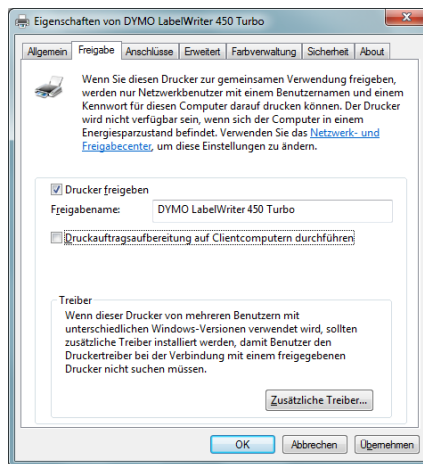 Eigenschaften von DYMO LabelWriter 450 Turbo
Allgemein Freigabe Anschlüsse Erweitert Farbverwaltung Sicherheit About
Wenn Sie diesen Drucker zur gemeinsamen Verwendung freigeben,
werden nur Netzwerkbenutzer mit einem Benutzernamen und einem
Kennwort für diesen Computer darauf drucken können. Der Drucker
wird nicht verfügbar sein, wenn sich der Computer in einem
Energiesparzustand befindet. Verwenden Sie das Netzwerk- und
Freigabecenter, um diese Einstellungen zu ändern.
Drucker freigeben
Freigabename: DYMO LabelWriter 450 Turbo
Druckauftragsaufbereitung auf Clientcomputern durchführen
Treiber
Wenn dieser Drucker von mehreren Benutzern mit
unterschiedlichen Windows-Versionen verwendet wird, sollten
zusätzliche Treiber installiert werden, damit Benutzer den
Druckertreiber bei der Verbindung mit einem freigegebenen
Drucker nicht suchen müssen.
Zusätzliche Treiber...
OK Abbrechen Übernehmen